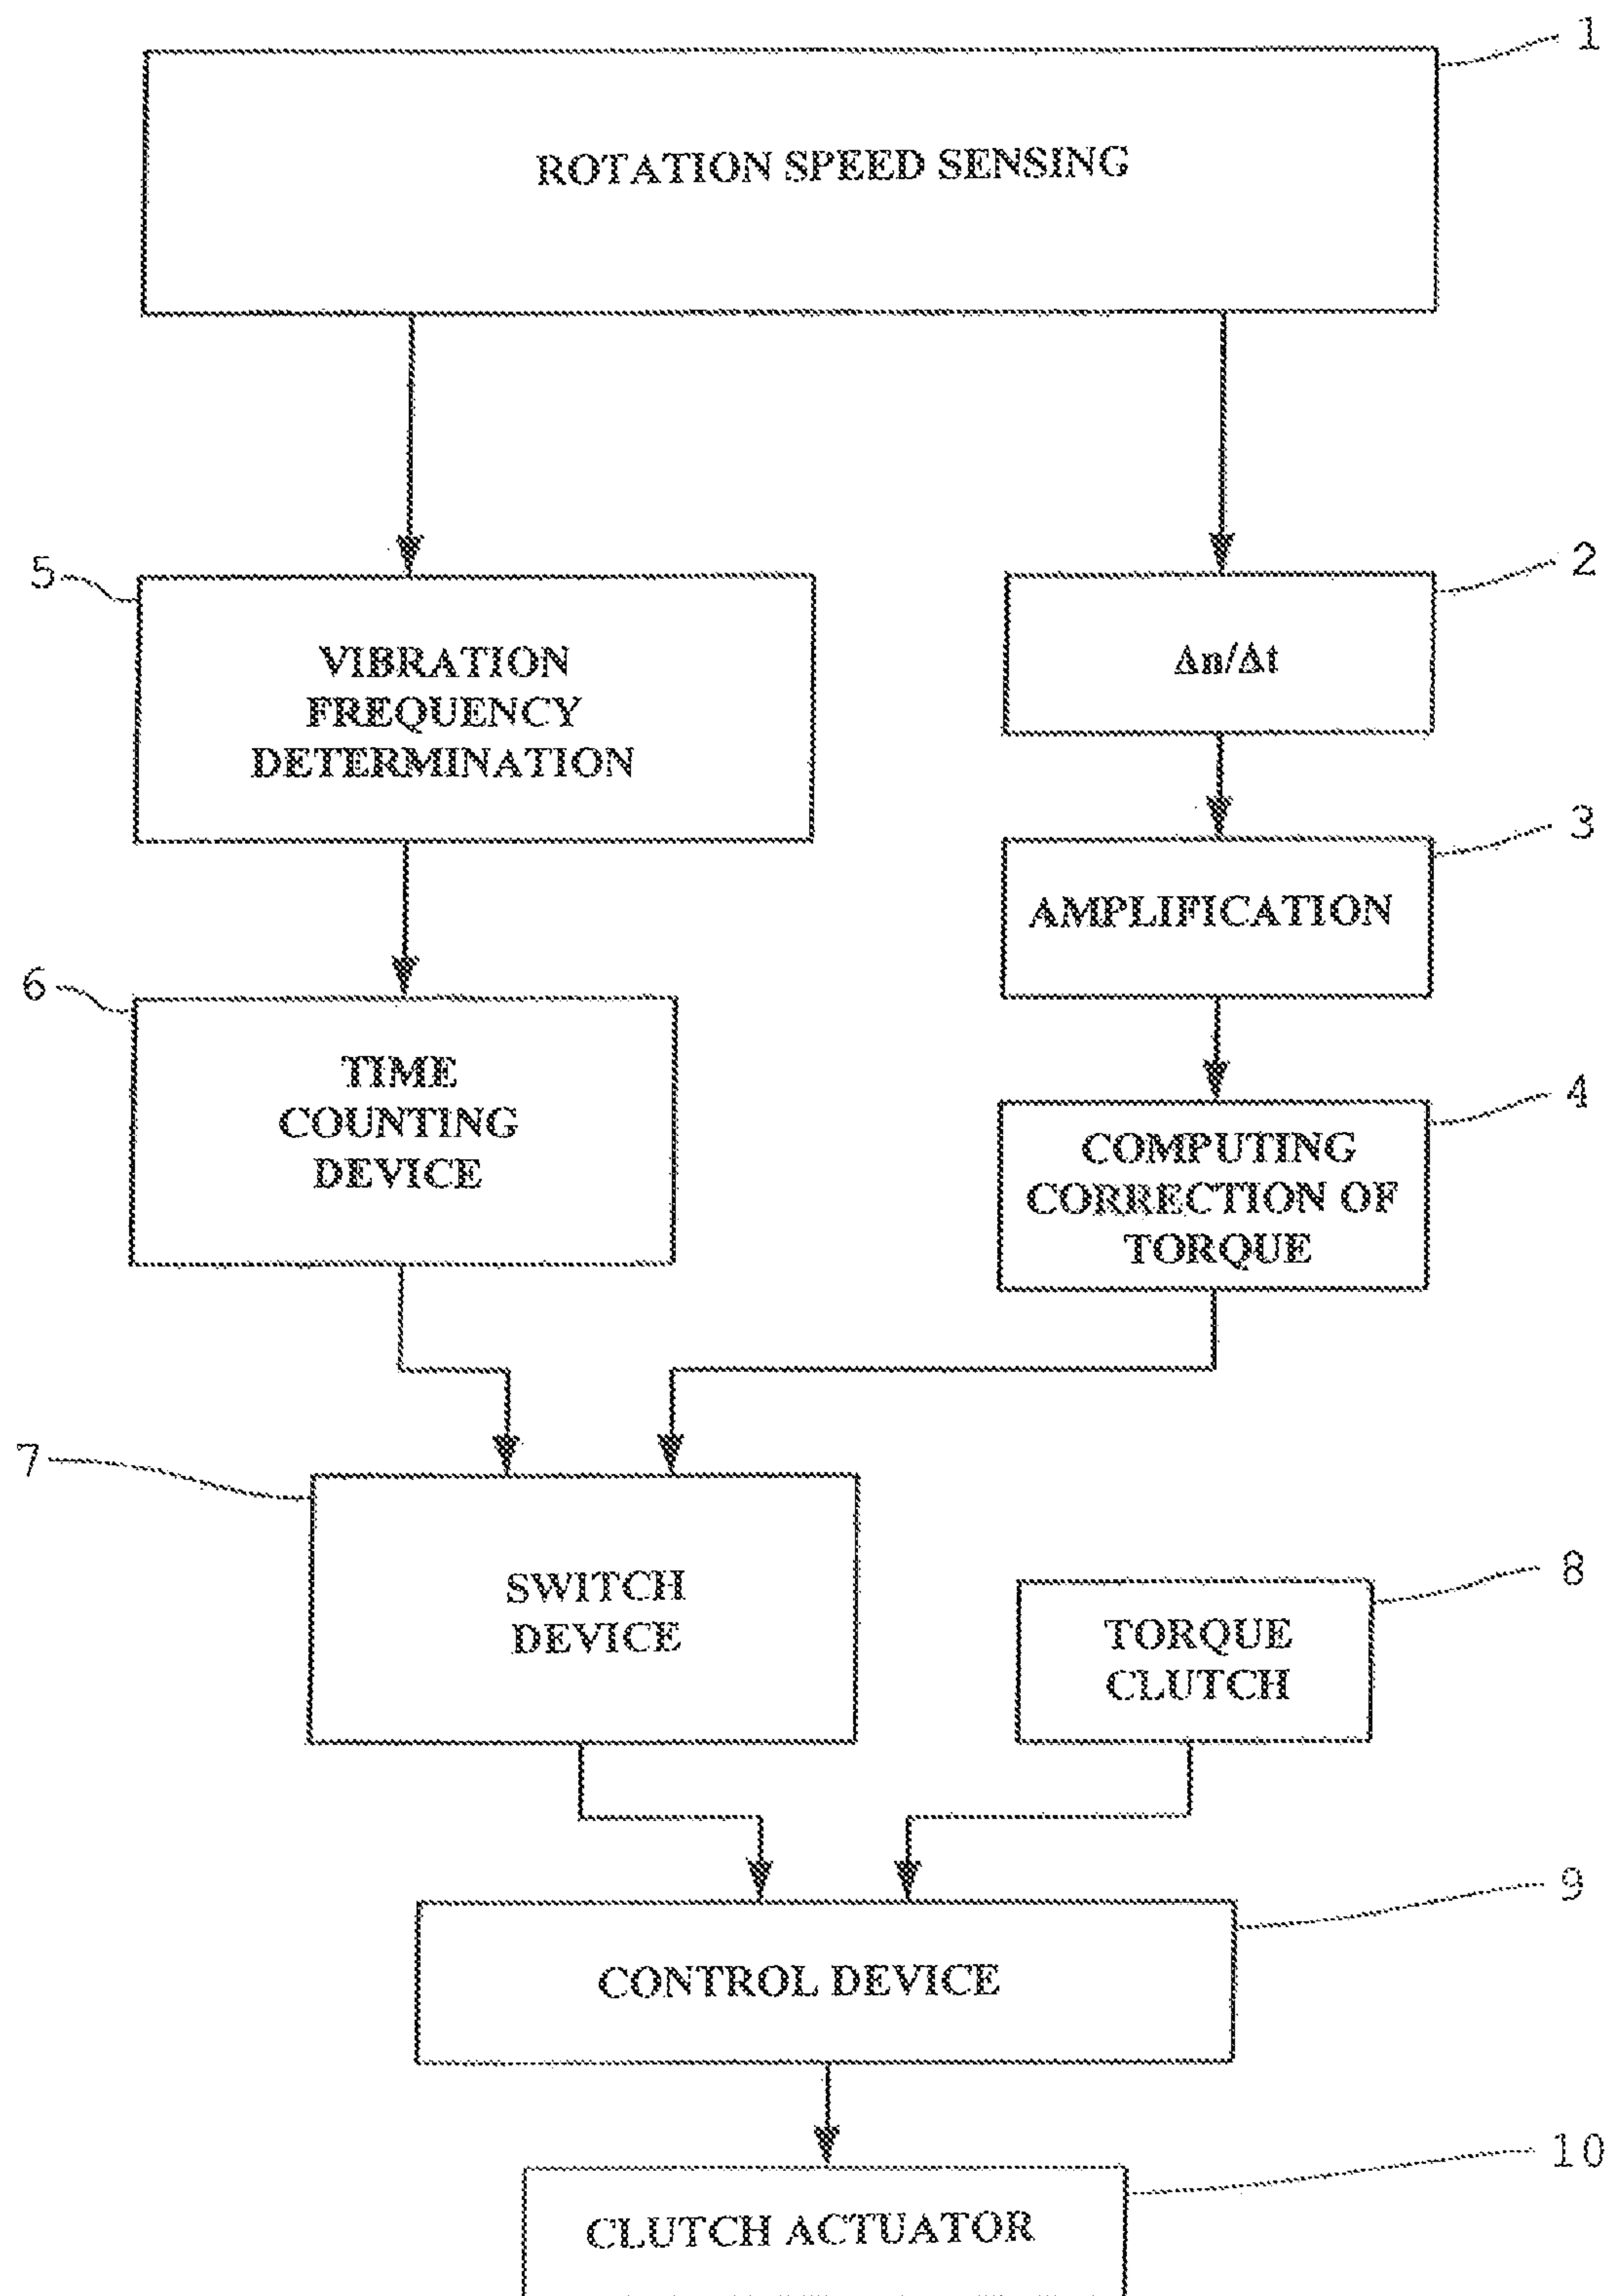 1
ROTATION SPEED SENSING
5
VIBRATION
FREQUENCY
DETERMINATION
2
Δn/Δt
3
AMPLIFICATION
6
TIME
COUNTING
DEVICE
4
COMPUTING
CORRECTION OF
TORQUE
7
SWITCH
DEVICE
8
TORQUE
CLUTCH
9
CONTROL DEVICE
10
CLUTCH ACTUATOR